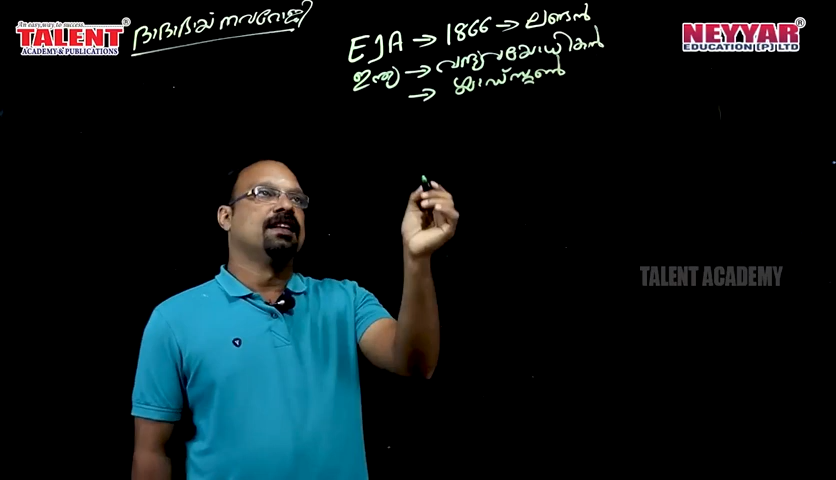 An easy way to success...
TALENT
ACADEMY & PUBLICATIONS
ദാദാഭായ് നവറോജി
EIA → 1866 → ലണ്ടൻ
ഇന്ത്യ → വന്ദ്യവയോധികൻ
→ ഗ്ലാഡ്സ്റ്റൺ
NEYYAR
EDUCATION [P] LTD
TALENT ACADEMY